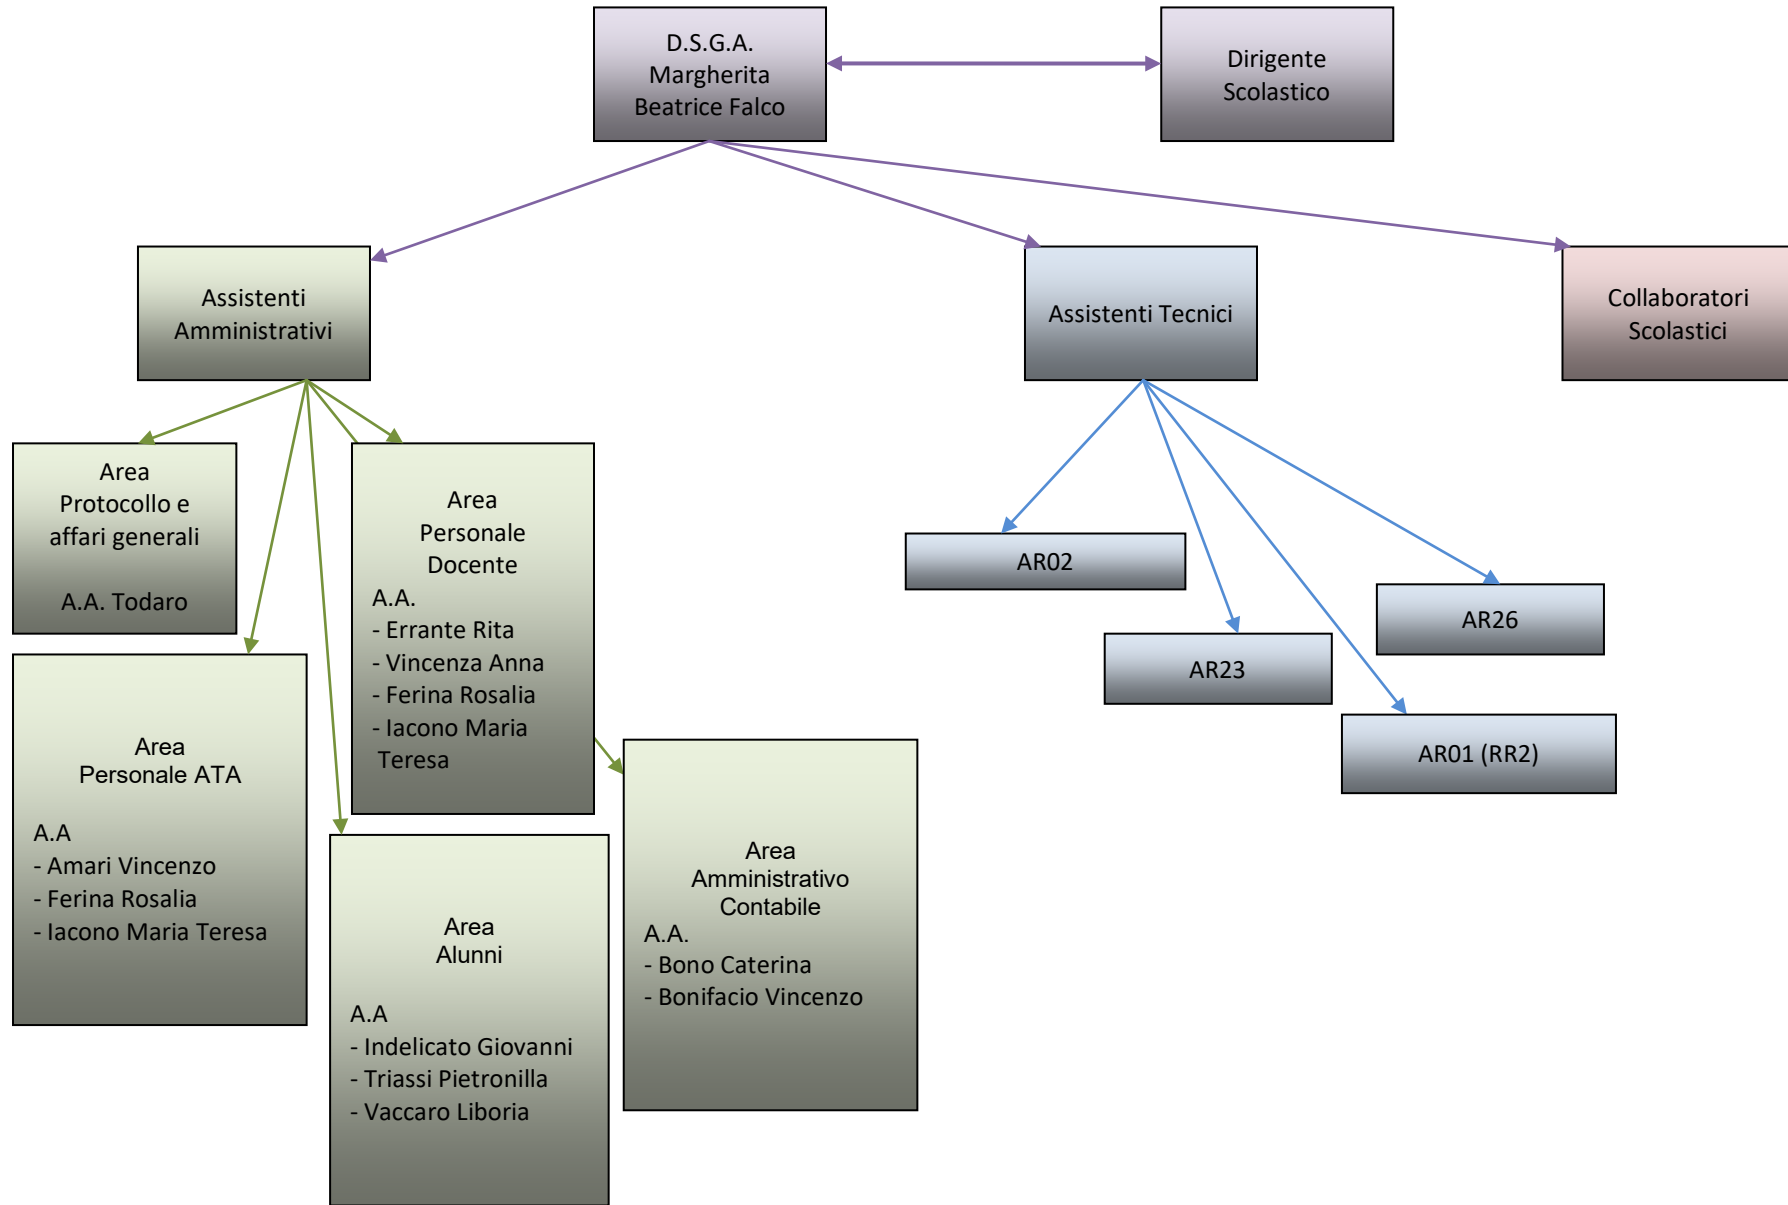 D.S.G.A.
Margherita
Beatrice Falco
Dirigente
Scolastico
Assistenti
Amministrativi
Assistenti Tecnici
Collaboratori
Scolastici
Area
Protocollo e
affari generali
A.A. Todaro
Area
Personale
Docente
A.A.
- Errante Rita
- Vincenza Anna
- Ferina Rosalia
- Iacono Maria
Teresa
Area
Personale ATA
A.A
- Amari Vincenzo
- Ferina Rosalia
- Iacono Maria Teresa
Area
Alunni
A.A
- Indelicato Giovanni
- Triassi Pietronilla
- Vaccaro Liboria
Area
Amministrativo
Contabile
A.A.
- Bono Caterina
- Bonifacio Vincenzo
AR02
AR23
AR26
AR01 (RR2)